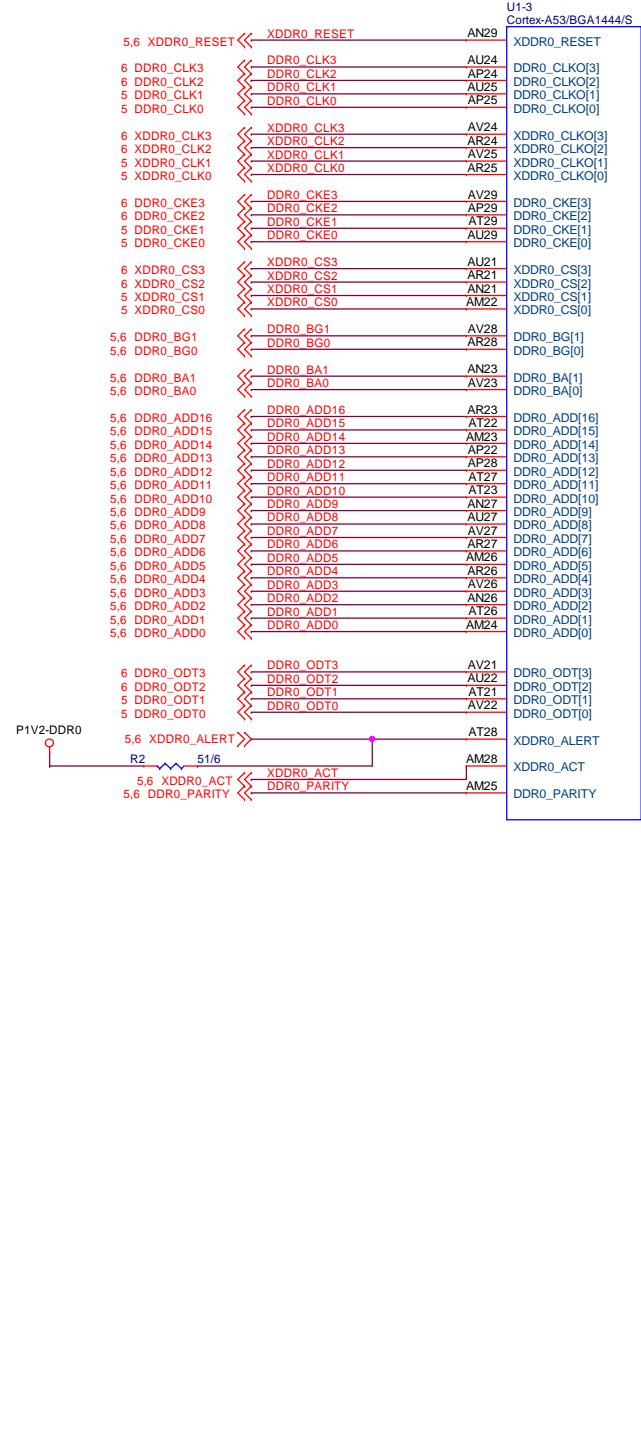 U1-3
Cortex-A53/BGA1444/S
5,6 XDDR0_RESET XDDR0_RESET AN29 XDDR0_RESET
6 DDR0_CLK3 DDR0_CLK3 AU24 DDR0_CLKO[3]
6 DDR0_CLK2 DDR0_CLK2 AP24 DDR0_CLKO[2]
5 DDR0_CLK1 DDR0_CLK1 AU25 DDR0_CLKO[1]
5 DDR0_CLK0 DDR0_CLK0 AP25 DDR0_CLKO[0]
6 XDDR0_CLK3 XDDR0_CLK3 AV24 XDDR0_CLKO[3]
6 XDDR0_CLK2 XDDR0_CLK2 AR24 XDDR0_CLKO[2]
5 XDDR0_CLK1 XDDR0_CLK1 AV25 XDDR0_CLKO[1]
5 XDDR0_CLK0 XDDR0_CLK0 AR25 XDDR0_CLKO[0]
6 DDR0_CKE3 DDR0_CKE3 AV29 DDR0_CKE[3]
6 DDR0_CKE2 DDR0_CKE2 AP29 DDR0_CKE[2]
5 DDR0_CKE1 DDR0_CKE1 AT29 DDR0_CKE[1]
5 DDR0_CKE0 DDR0_CKE0 AU29 DDR0_CKE[0]
6 XDDR0_CS3 XDDR0_CS3 AU21 XDDR0_CS[3]
6 XDDR0_CS2 XDDR0_CS2 AR21 XDDR0_CS[2]
5 XDDR0_CS1 XDDR0_CS1 AN21 XDDR0_CS[1]
5 XDDR0_CS0 XDDR0_CS0 AM22 XDDR0_CS[0]
5,6 DDR0_BG1 DDR0_BG1 AV28 DDR0_BG[1]
5,6 DDR0_BG0 DDR0_BG0 AR28 DDR0_BG[0]
5,6 DDR0_BA1 DDR0_BA1 AN23 DDR0_BA[1]
5,6 DDR0_BA0 DDR0_BA0 AV23 DDR0_BA[0]
5,6 DDR0_ADD16 DDR0_ADD16 AR23 DDR0_ADD[16]
5,6 DDR0_ADD15 DDR0_ADD15 AT22 DDR0_ADD[15]
5,6 DDR0_ADD14 DDR0_ADD14 AM23 DDR0_ADD[14]
5,6 DDR0_ADD13 DDR0_ADD13 AP22 DDR0_ADD[13]
5,6 DDR0_ADD12 DDR0_ADD12 AP28 DDR0_ADD[12]
5,6 DDR0_ADD11 DDR0_ADD11 AT27 DDR0_ADD[11]
5,6 DDR0_ADD10 DDR0_ADD10 AT23 DDR0_ADD[10]
5,6 DDR0_ADD9 DDR0_ADD9 AN27 DDR0_ADD[9]
5,6 DDR0_ADD8 DDR0_ADD8 AU27 DDR0_ADD[8]
5,6 DDR0_ADD7 DDR0_ADD7 AV27 DDR0_ADD[7]
5,6 DDR0_ADD6 DDR0_ADD6 AR27 DDR0_ADD[6]
5,6 DDR0_ADD5 DDR0_ADD5 AM26 DDR0_ADD[5]
5,6 DDR0_ADD4 DDR0_ADD4 AR26 DDR0_ADD[4]
5,6 DDR0_ADD3 DDR0_ADD3 AV26 DDR0_ADD[3]
5,6 DDR0_ADD2 DDR0_ADD2 AN26 DDR0_ADD[2]
5,6 DDR0_ADD1 DDR0_ADD1 AT26 DDR0_ADD[1]
5,6 DDR0_ADD0 DDR0_ADD0 AM24 DDR0_ADD[0]
6 DDR0_ODT3 DDR0_ODT3 AV21 DDR0_ODT[3]
6 DDR0_ODT2 DDR0_ODT2 AU22 DDR0_ODT[2]
5 DDR0_ODT1 DDR0_ODT1 AT21 DDR0_ODT[1]
5 DDR0_ODT0 DDR0_ODT0 AV22 DDR0_ODT[0]
P1V2-DDR0
5,6 XDDR0_ALERT AT28 XDDR0_ALERT
R2 51/6
5,6 XDDR0_ACT XDDR0_ACT AM28 XDDR0_ACT
5,6 DDR0_PARITY DDR0_PARITY AM25 DDR0_PARITY